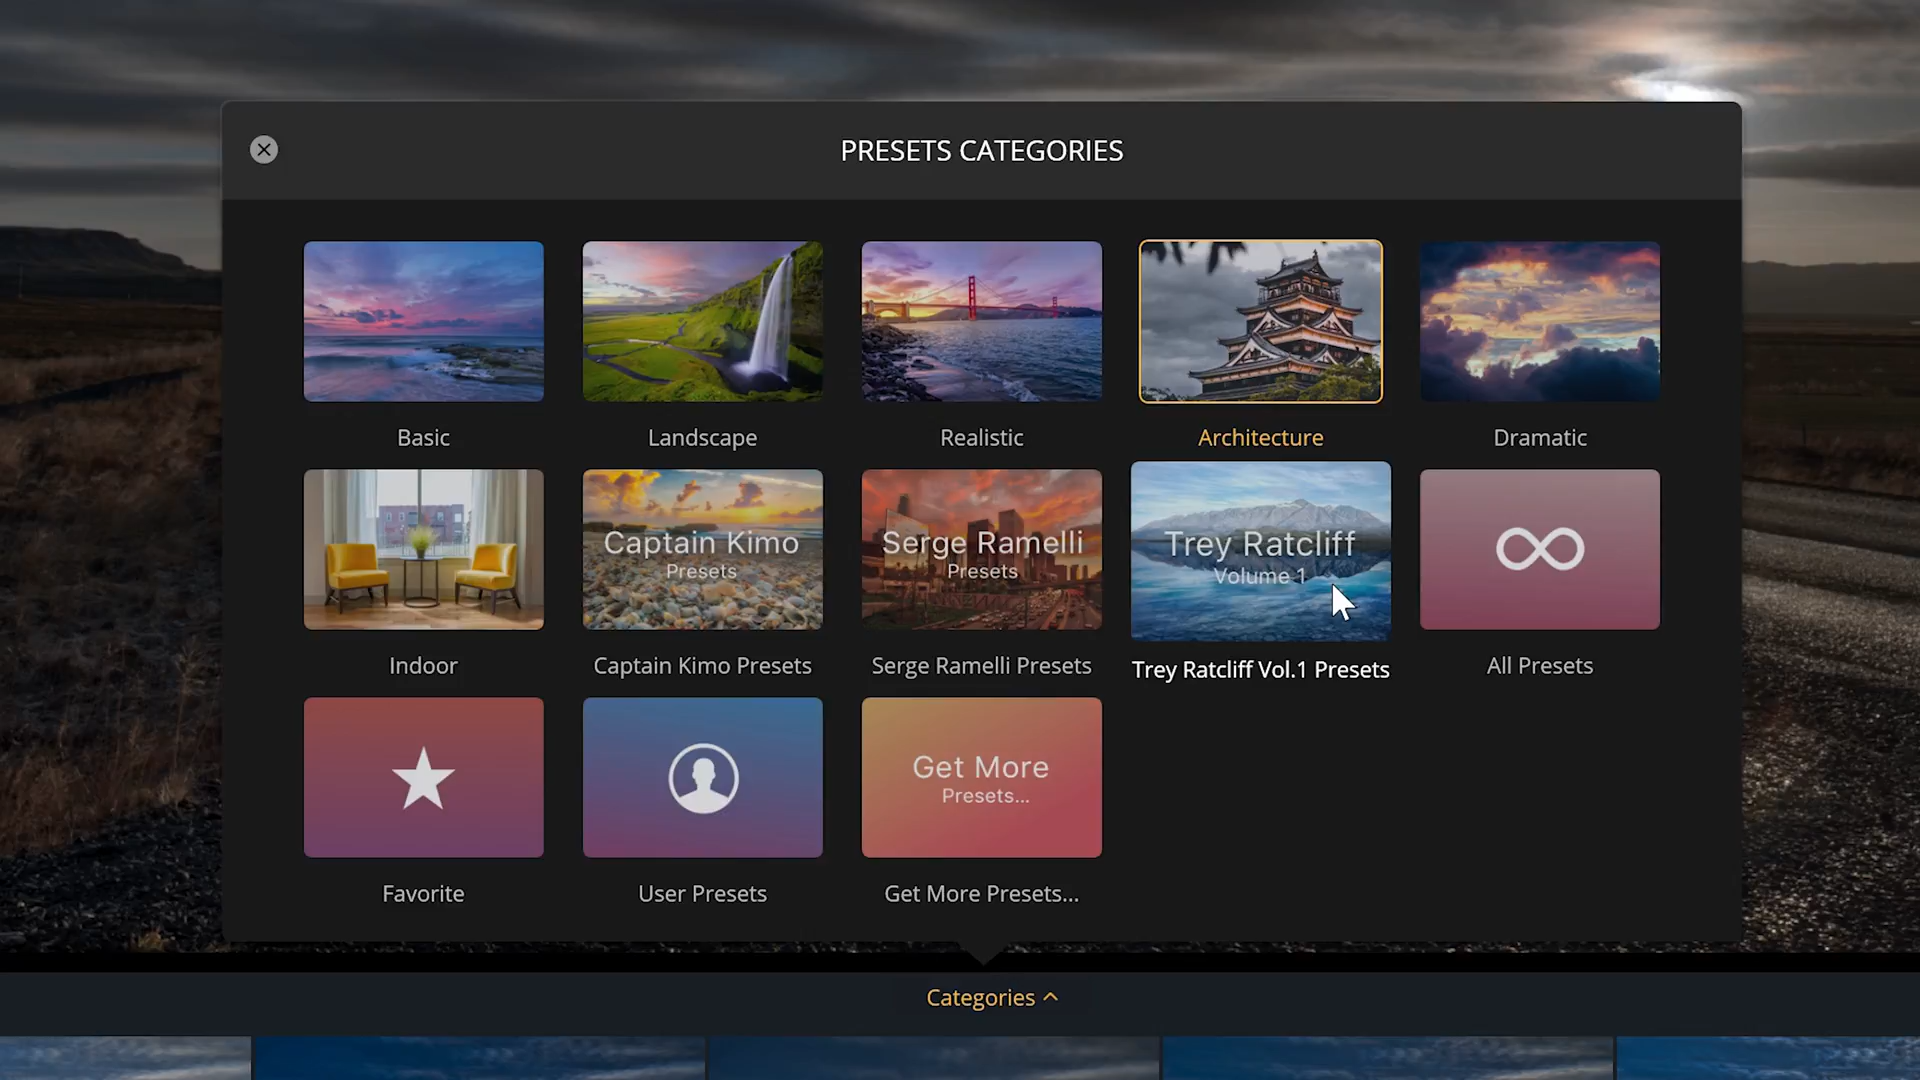 PRESETS CATEGORIES
Basic
Landscape
Realistic
Architecture
Dramatic
Captain Kimo
Presets
Serge Ramelli
Presets
Trey Ratcliff
Volume 1
Indoor
Captain Kimo Presets
Serge Ramelli Presets
Trey Ratcliff Vol.1 Presets
All Presets
Get More
Presets...
Favorite
User Presets
Get More Presets...
Categories